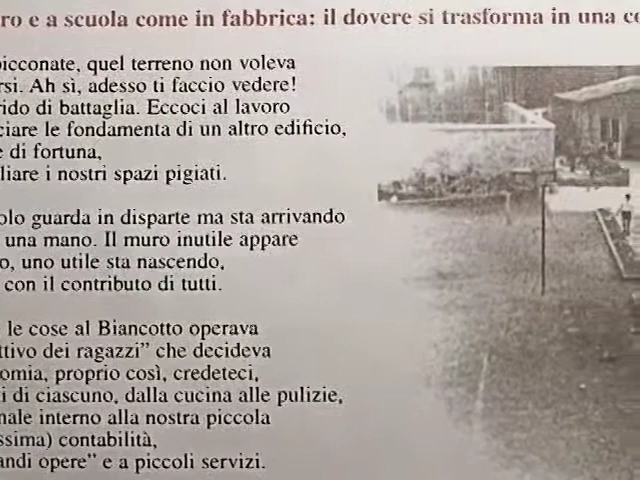 ro e a scuola come in fabbrica: il dovere si trasforma in una co
picconate, quel terreno non voleva
rsi. Ah sì, adesso ti faccio vedere!
rido di battaglia. Eccoci al lavoro
ciare le fondamenta di un altro edificio,
e di fortuna,
liare i nostri spazi pigiati.
olo guarda in disparte ma sta arrivando
una mano. Il muro inutile appare
o, uno utile sta nascendo,
con il contributo di tutti.
le cose al Biancotto operava
ttivo dei ragazzi” che decideva
omia, proprio così, credeteci,
i di ciascuno, dalla cucina alle pulizie,
nale interno alla nostra piccola
ssima) contabilità,
andi opere” e a piccoli servizi.